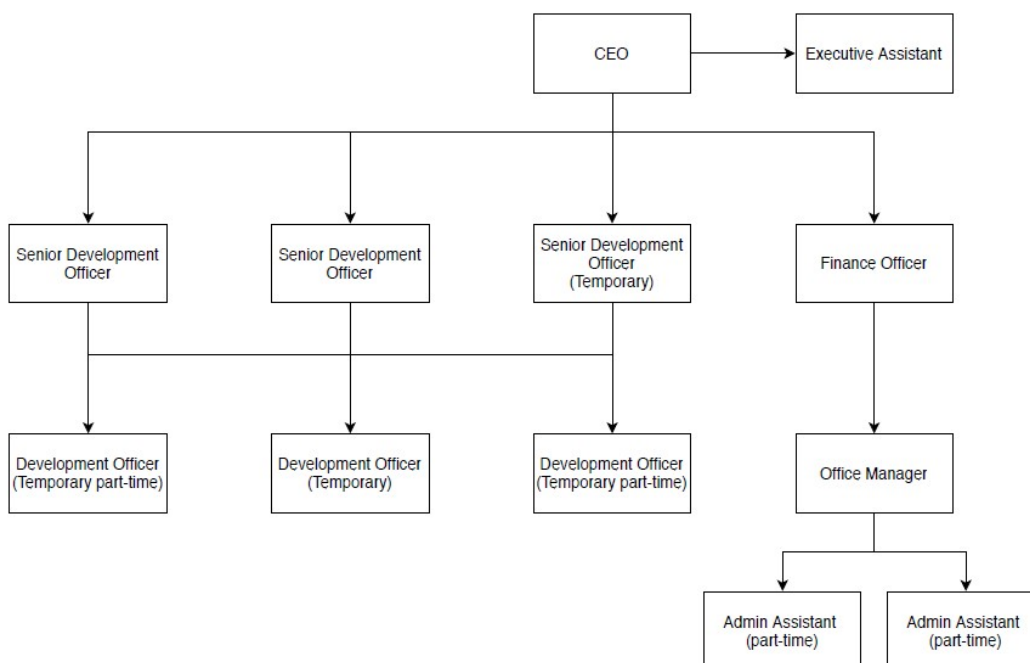 CEO
Executive Assistant
Senior Development
Officer
Senior Development
Officer
Senior Development
Officer
(Temporary)
Finance Officer
Development Officer
(Temporary part-time)
Development Officer
(Temporary)
Development Officer
(Temporary part-time)
Office Manager
Admin Assistant
(part-time)
Admin Assistant
(part-time)